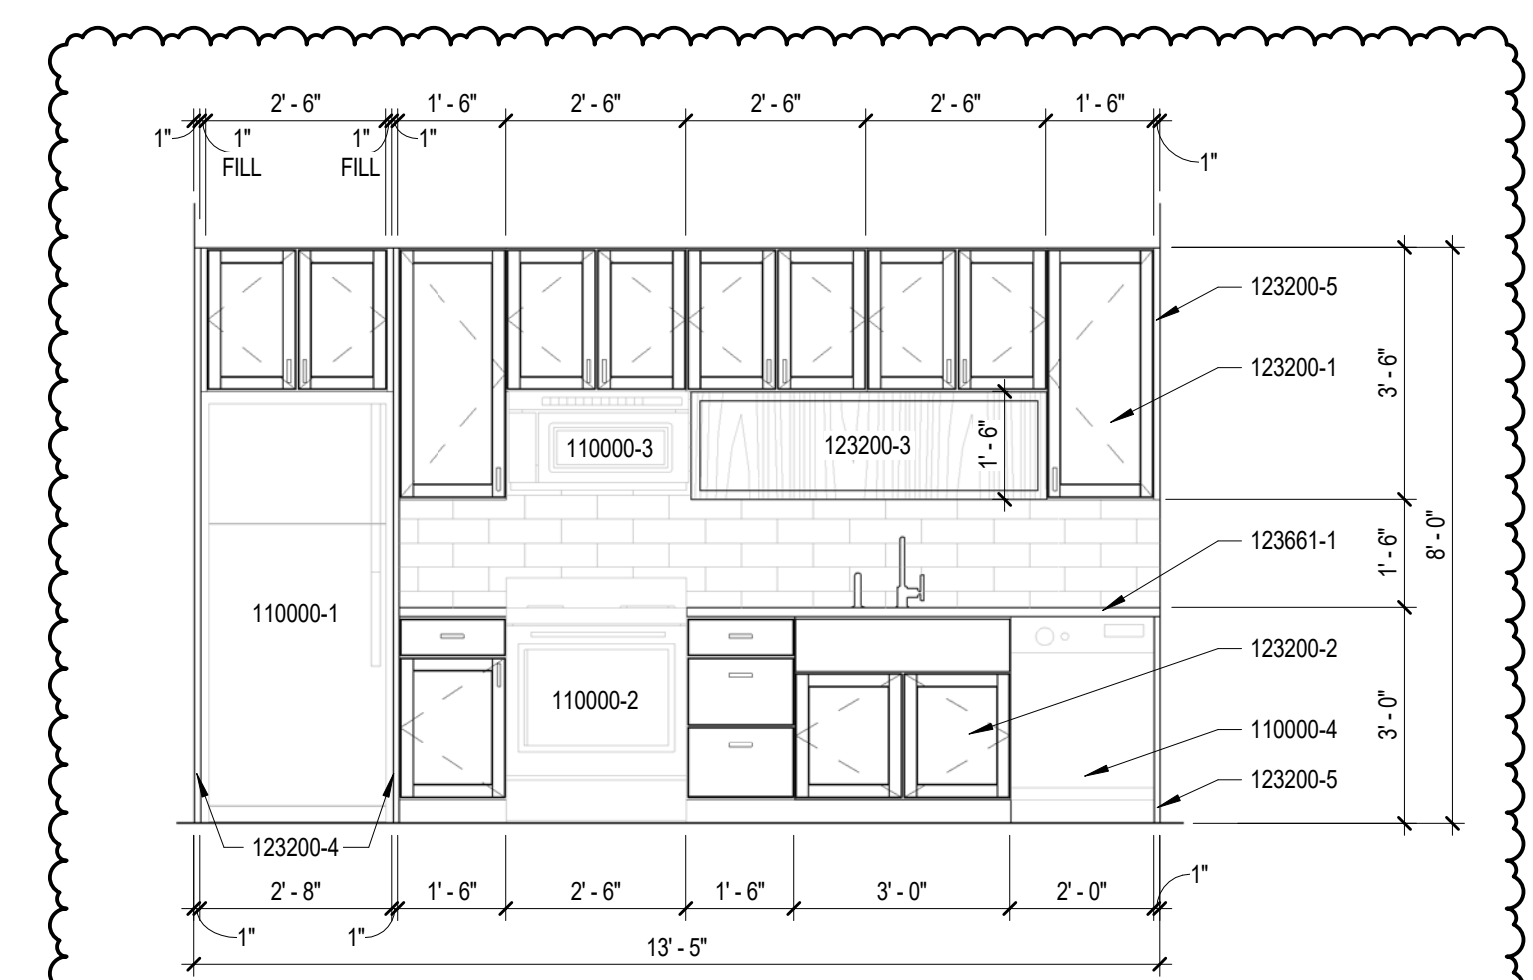 2' - 6" 1' - 6" 2' - 6" 2' - 6" 2' - 6" 1' - 6"
1" 1" 1" 1" 1"
FILL FILL
123200-5
123200-1
3' - 6"
110000-3
123200-3
1' - 6"
123661-1
1' - 6"
8' - 0"
110000-1
123200-2
110000-2
110000-4
3' - 0"
123200-5
123200-4
2' - 8" 1' - 6" 2' - 6" 1' - 6" 3' - 0" 2' - 0" 1"
1" 1"
13' - 5"